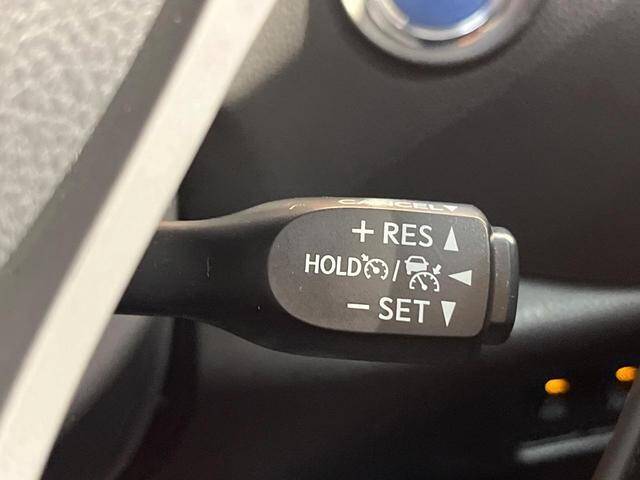 CANCEL▼
+ RES ▲
HOLD / ◀
− SET ▼